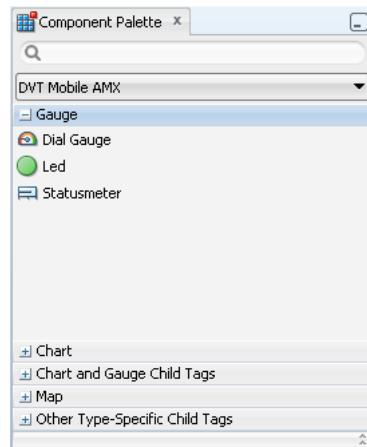 Component Palette
DVT Mobile AMX
Gauge
Dial Gauge
Led
Statusmeter
Chart
Chart and Gauge Child Tags
Map
Other Type-Specific Child Tags